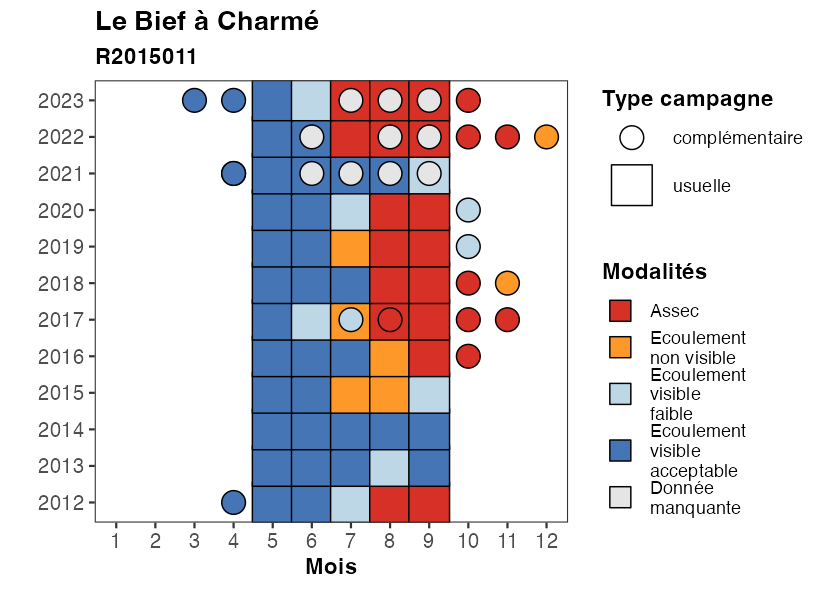 Le Bief à Charmé
R2015011
2023
2022
2021
2020
2019
2018
2017
2016
2015
2014
2013
2012
1 2 3 4 5 6 7 8 9 10 11 12
Mois
Type campagne
complémentaire
usuelle
Modalités
Assec
Ecoulement
non visible
Ecoulement
visible
faible
Ecoulement
visible
acceptable
Donnée
manquante